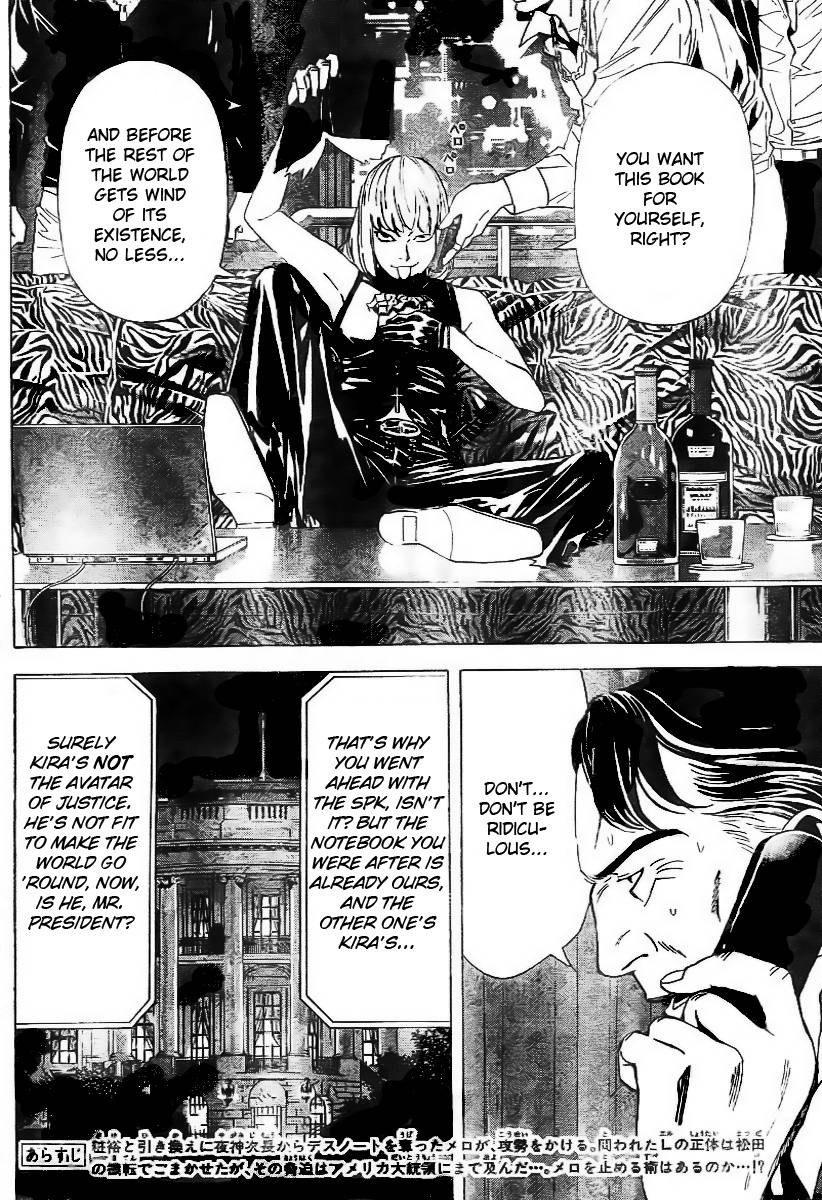 YOU WANT
THIS BOOK
FOR
YOURSELF,
RIGHT?
AND BEFORE
THE REST OF
THE WORLD
GETS WIND
OF ITS
EXISTENCE,
NO LESS...
ペロ
ペロ
DON'T...
DON'T BE
RIDICU-
LOUS...
THAT'S WHY
YOU WENT
AHEAD WITH
THE SPK, ISN'T
IT? BUT THE
NOTEBOOK YOU
WERE AFTER IS
ALREADY OURS,
AND THE
OTHER ONE'S
KIRA'S...
SURELY
KIRA'S NOT
THE AVATAR
OF JUSTICE.
HE'S NOT FIT
TO MAKE THE
WORLD GO
'ROUND, NOW,
IS HE, MR.
PRESIDENT?
あらすじ
粧裕と引き換えに夜神次長からデスノートを奪ったメロが、攻勢をかける。問われたLの正体は松田
の機転でごまかせたが、その脅迫はアメリカ大統領にまで及んだ…。メロを止める術はあるのか…!?